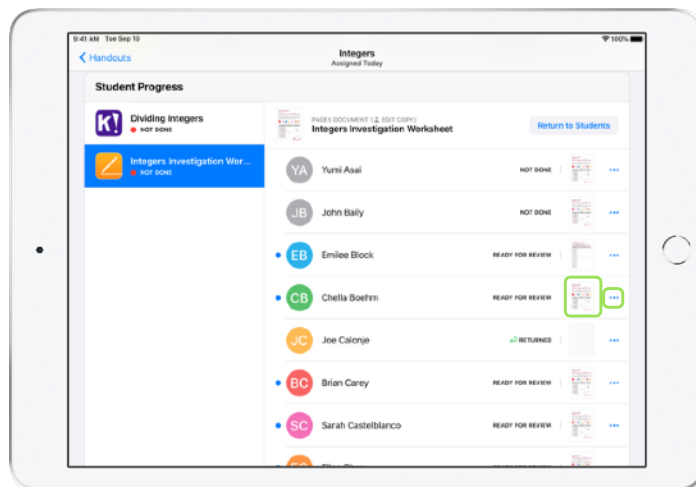 9:41 AM Tue Sep 10
100%
Handouts
Integers
Assigned Today
Student Progress
K!
Dividing Integers
NOT DONE
Integers Investigation Wor...
NOT DONE
PAGES DOCUMENT ( EDIT COPY)
Integers Investigation Worksheet
Return to Students
YA Yumi Asai NOT DONE
JB John Baily NOT DONE
EB Emilee Block READY FOR REVIEW
CB Chella Boehm READY FOR REVIEW
JC Joe Calonje RETURNED
BC Brian Carey READY FOR REVIEW
SC Sarah Castelblanco READY FOR REVIEW